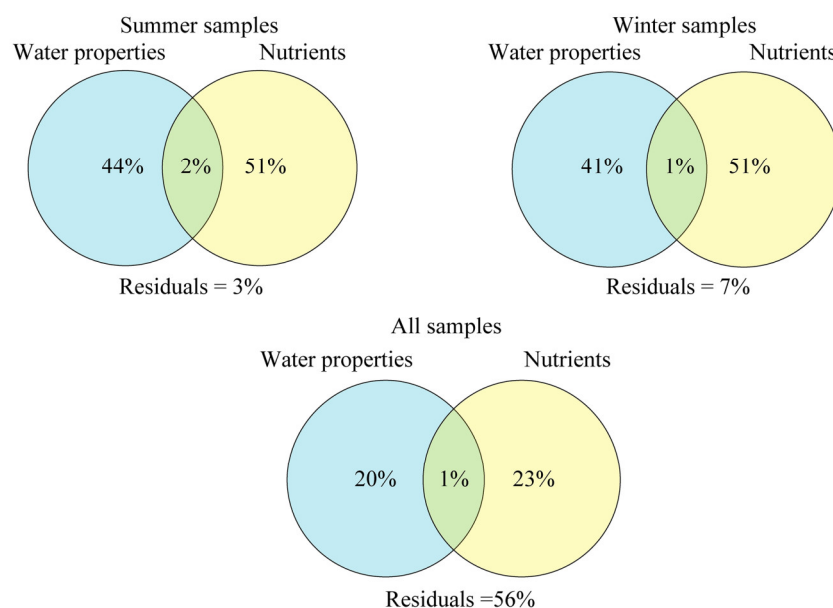 Summer samples
Water properties
Nutrients
44%
2%
51%
Residuals = 3%
Winter samples
Water properties
Nutrients
41%
1%
51%
Residuals = 7%
All samples
Water properties
Nutrients
20%
1%
23%
Residuals =56%